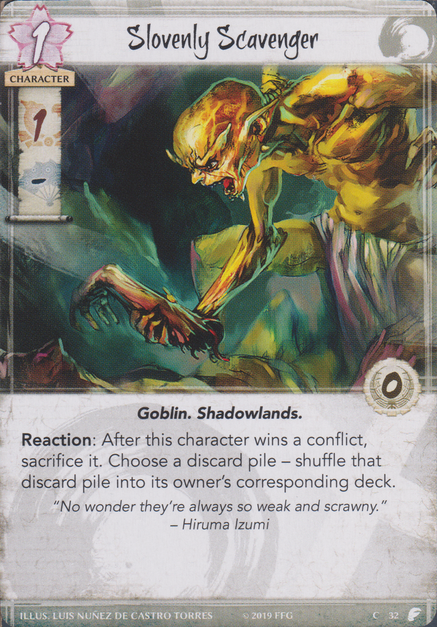 1
Slovenly Scavenger
CHARACTER
1
-
0
Goblin. Shadowlands.
Reaction: After this character wins a conflict,
sacrifice it. Choose a discard pile – shuffle that
discard pile into its owner's corresponding deck.
"No wonder they're always so weak and scrawny."
– Hiruma Izumi
ILLUS. LUIS NUÑEZ DE CASTRO TORRES
©2019 FFG
C 32